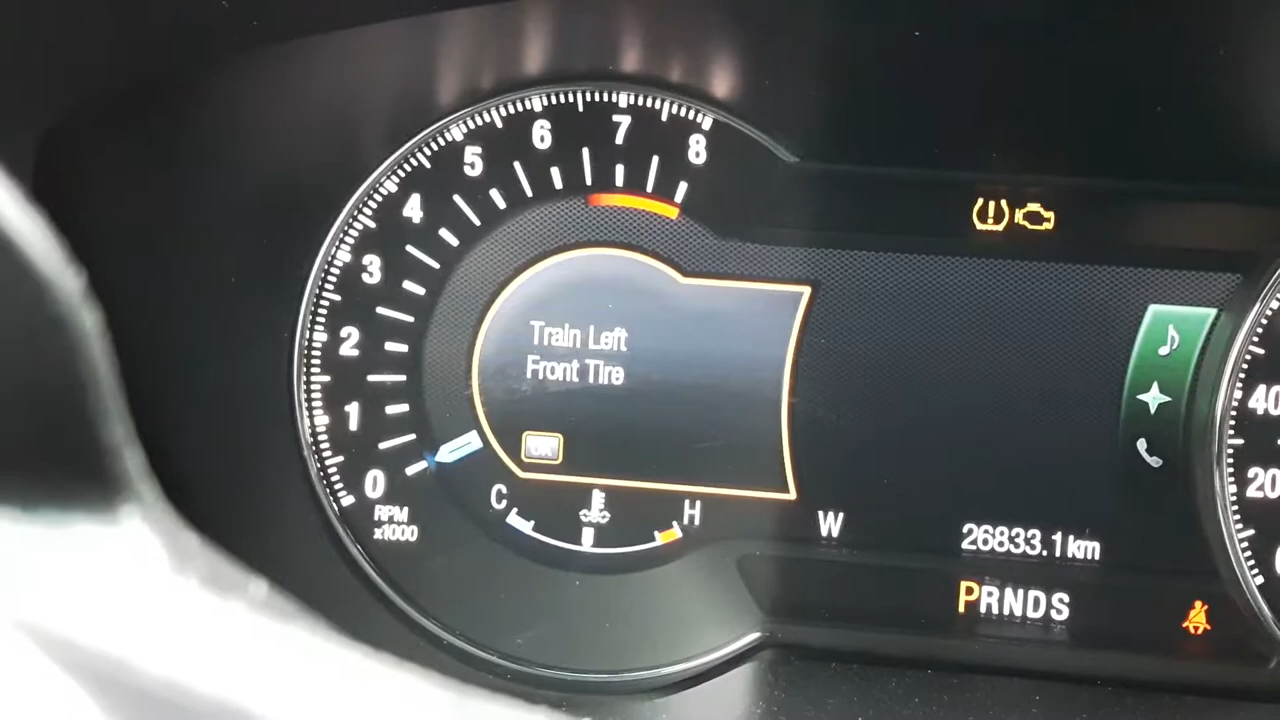 8
7
6
5
4
3
2
1
0
RPM
x1000
Train Left
Front Tire
OK
C
H
W
26833.1 km
PRNDS
40
20